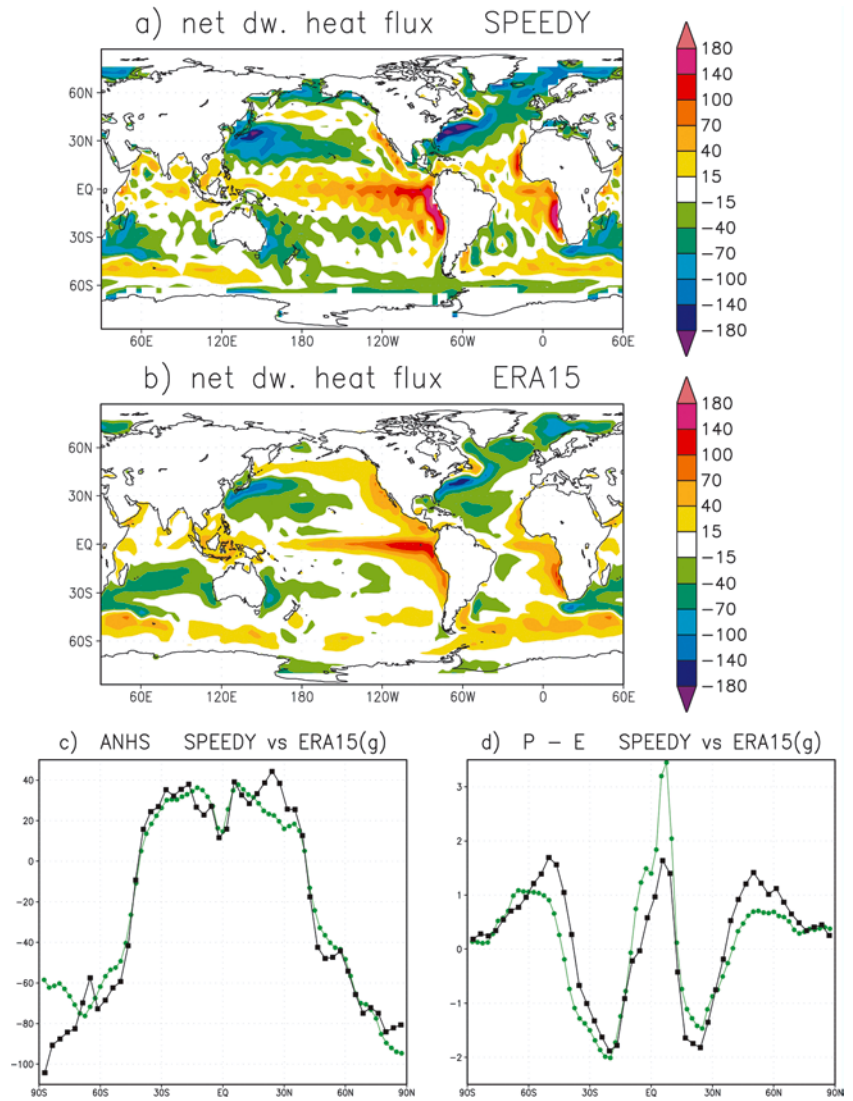 a) net dw. heat flux SPEEDY
60N
30N
EQ
30S
60S
60E 120E 180 120W 60W 0 60E
180
140
100
70
40
15
-15
-40
-70
-100
-140
-180
b) net dw. heat flux ERA15
60N
30N
EQ
30S
60S
60E 120E 180 120W 60W 0 60E
180
140
100
70
40
15
-15
-40
-70
-100
-140
-180
c) ANHS SPEEDY vs ERA15(g)
40
20
0
-20
-40
-60
-80
-100
90S 60S 30S EQ 30N 60N 90N
d) P - E SPEEDY vs ERA15(g)
3
2
1
0
-1
-2
90S 60S 30S EQ 30N 60N 90N